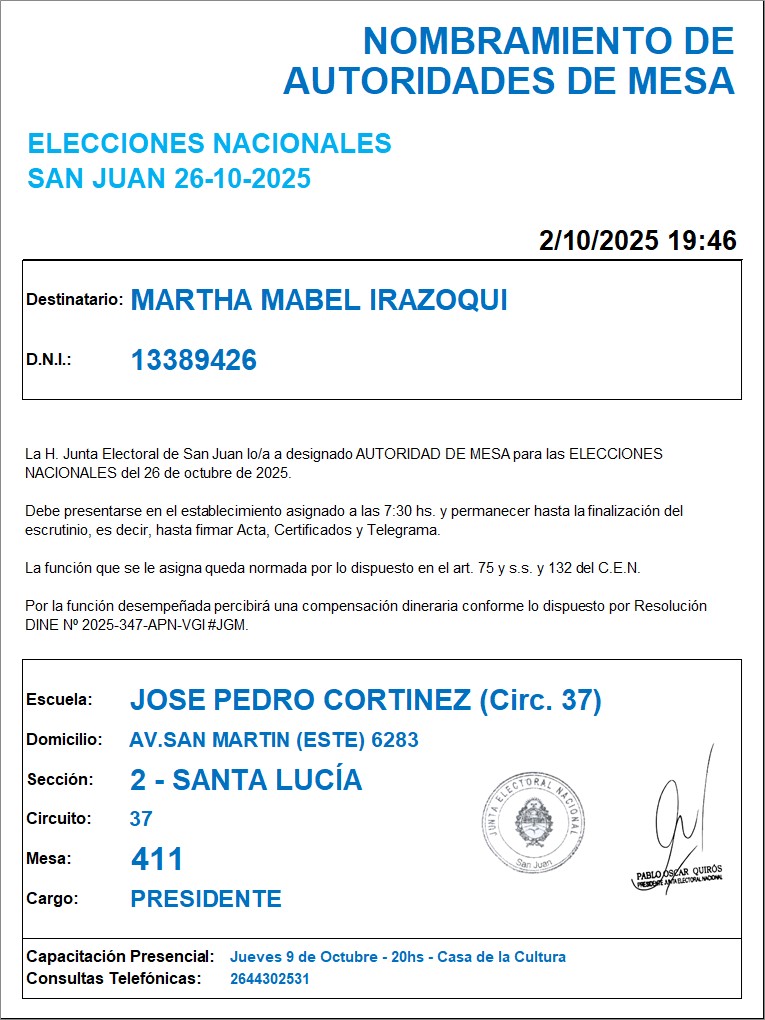 NOMBRAMIENTO DE
AUTORIDADES DE MESA
ELECCIONES NACIONALES
SAN JUAN 26-10-2025
2/10/2025 19:46
Destinatario: MARTHA MABEL IRAZOQUI
D.N.I.: 13389426
La H. Junta Electoral de San Juan lo/a a designado AUTORIDAD DE MESA para las ELECCIONES
NACIONALES del 26 de octubre de 2025.
Debe presentarse en el establecimiento asignado a las 7:30 hs. y permanecer hasta la finalización del
escrutinio, es decir, hasta firmar Acta, Certificados y Telegrama.
La función que se le asigna queda normada por lo dispuesto en el art. 75 y s.s. y 132 del C.E.N.
Por la función desempeñada percibirá una compensación dineraria conforme lo dispuesto por Resolución
DINE Nº 2025-347-APN-VGI#JGM.
Escuela: JOSE PEDRO CORTINEZ (Circ. 37)
Domicilio: AV.SAN MARTIN (ESTE) 6283
Sección: 2 - SANTA LUCÍA
Circuito: 37
Mesa: 411
Cargo: PRESIDENTE
JUNTA ELECTORAL NACIONAL
San Juan
PABLO OSCAR QUIRÓS
PRESIDENTE JUNTA ELECTORAL NACIONAL
Capacitación Presencial: Jueves 9 de Octubre - 20hs - Casa de la Cultura
Consultas Telefónicas: 2644302531